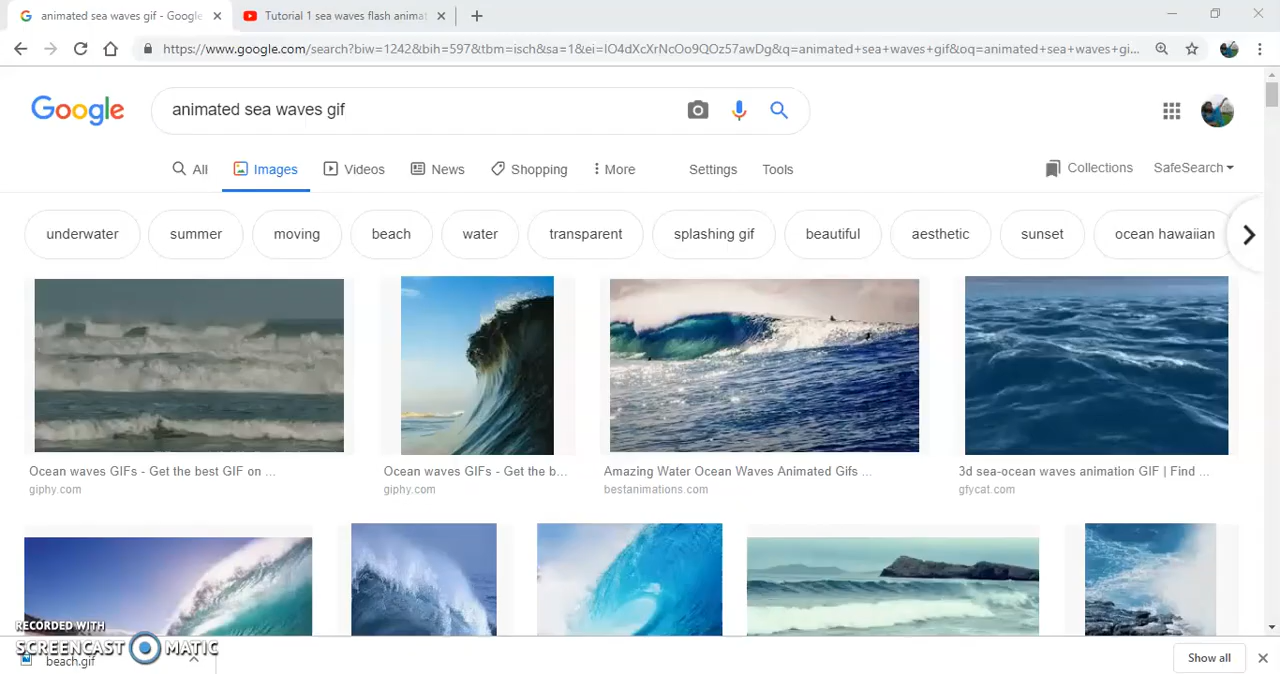 animated sea waves gif - Google
Tutorial 1 sea waves flash animat
https://www.google.com/search?biw=1242&bih=597&tbm=isch&sa=1&ei=IO4dXcXrNcOo9QOz57awDg&q=animated+sea+waves+gif&oq=animated+sea+waves+gi...
Google
animated sea waves gif
All
Images
Videos
News
Shopping
More
Settings
Tools
Collections
SafeSearch
underwater
summer
moving
beach
water
transparent
splashing gif
beautiful
aesthetic
sunset
ocean hawaiian
Ocean waves GIFs - Get the best GIF on ...
giphy.com
Ocean waves GIFs - Get the b...
giphy.com
Amazing Water Ocean Waves Animated Gifs ...
bestanimations.com
3d sea-ocean waves animation GIF | Find ...
gfycat.com
RECORDED WITH
SCREENCAST MATIC
beach.gif
Show all